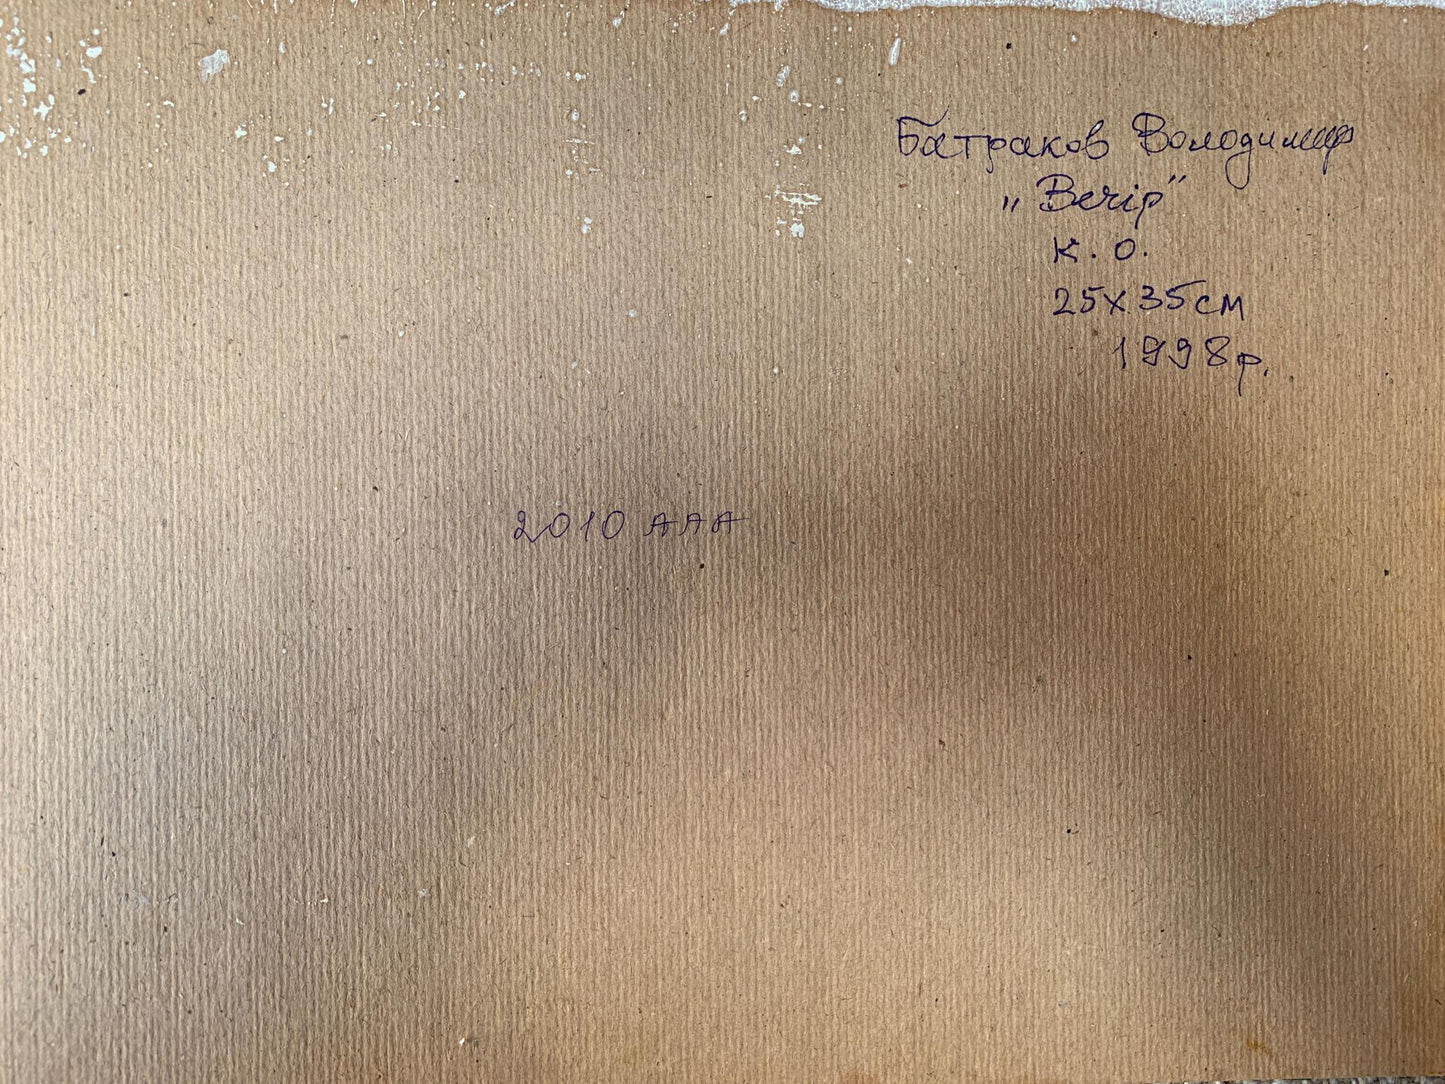 Батраков Володимир
„Вечір"
к. о.
25х35см
1998р.
2010 ААА